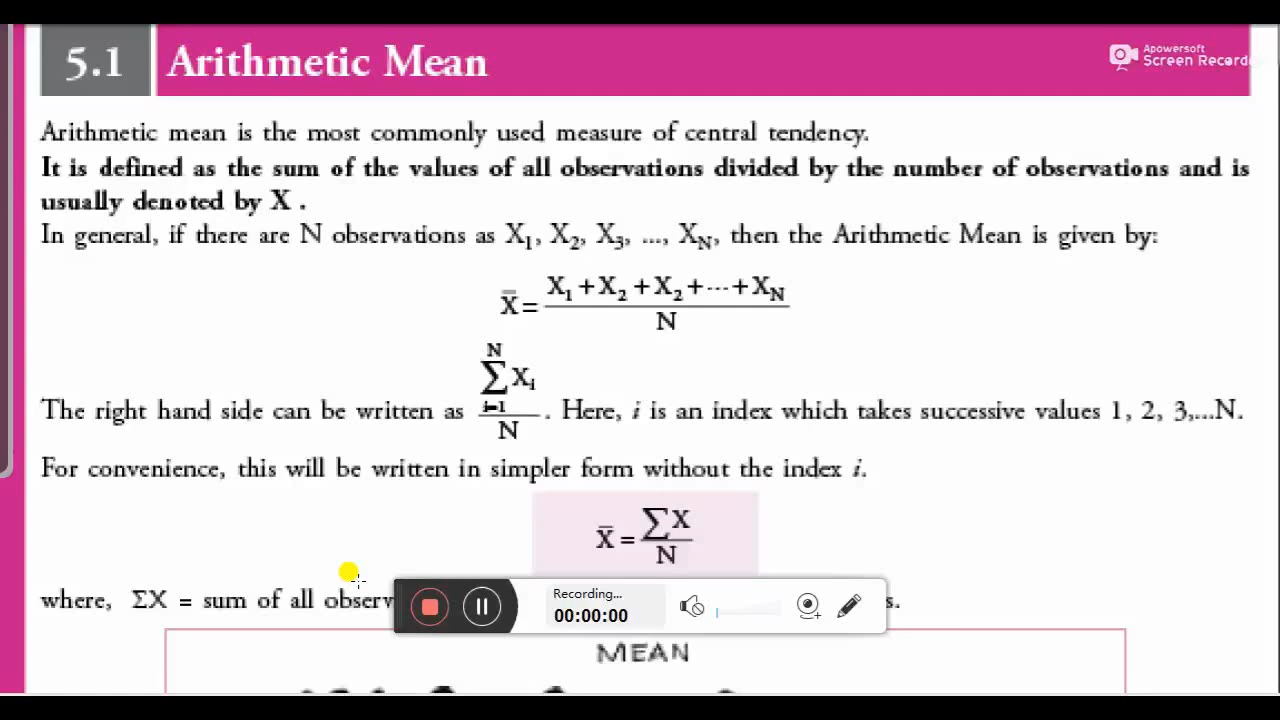 5.1 Arithmetic Mean
Apowersoft
Screen Recorde
Arithmetic mean is the most commonly used measure of central tendency.
It is defined as the sum of the values of all observations divided by the number of observations and is
usually denoted by X .
In general, if there are N observations as X₁, X₂, X₃, ..., X_N, then the Arithmetic Mean is given by:
X̄ = (X₁ + X₂ + X₂ + ··· + X_N) / N
The right hand side can be written as (∑_{i=1}^{N} X_i) / N . Here, i is an index which takes successive values 1, 2, 3,...N.
For convenience, this will be written in simpler form without the index i.
X̄ = ∑X / N
where, ΣX = sum of all observ s.
Recording...
00:00:00
MEAN